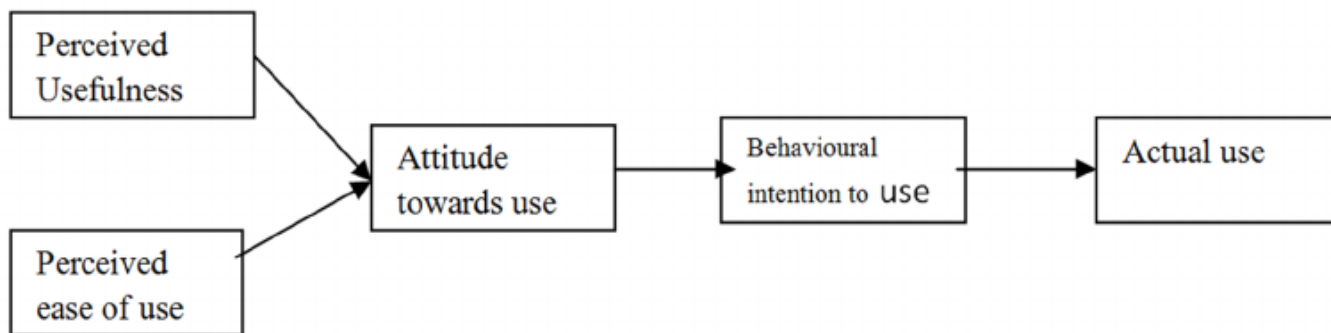 Perceived
Usefulness
Attitude
towards use
Behavioural
intention to use
Actual use
Perceived
ease of use